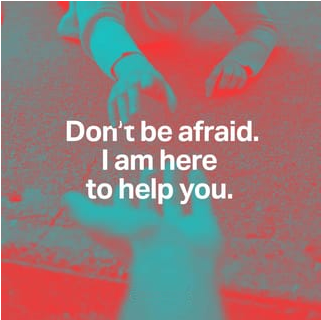 Don't be afraid.
I am here
to help you.